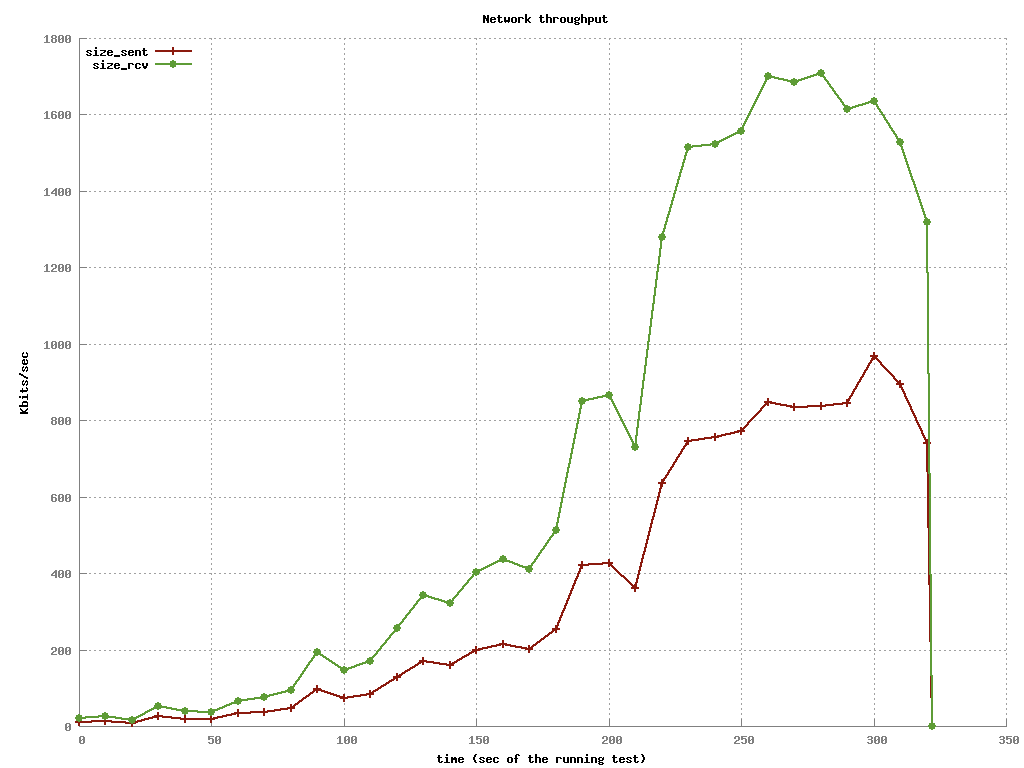 Network throughput
1800
1600
1400
1200
1000
800
600
400
200
0
Kbits/sec
size_sent
size_rcv
0 50 100 150 200 250 300 350
time (sec of the running test)